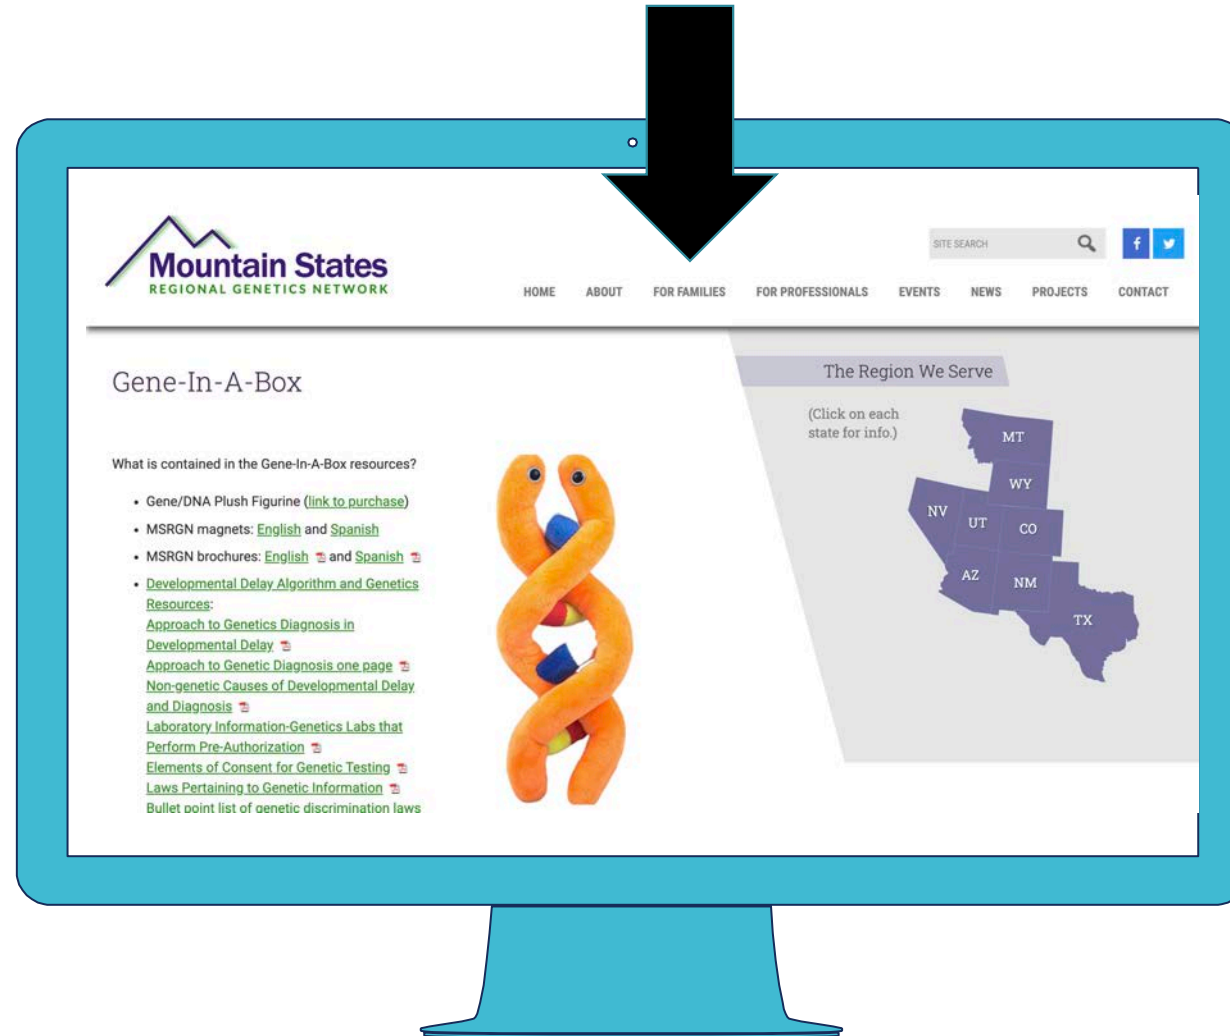 Mountain States
REGIONAL GENETICS NETWORK
SITE SEARCH
f
HOME ABOUT FOR FAMILIES FOR PROFESSIONALS EVENTS NEWS PROJECTS CONTACT
Gene-In-A-Box
What is contained in the Gene-In-A-Box resources?
• Gene/DNA Plush Figurine (link to purchase)
• MSRGN magnets: English and Spanish
• MSRGN brochures: English and Spanish
• Developmental Delay Algorithm and Genetics
Resources:
Approach to Genetics Diagnosis in
Developmental Delay
Approach to Genetic Diagnosis one page
Non-genetic Causes of Developmental Delay
and Diagnosis
Laboratory Information-Genetics Labs that
Perform Pre-Authorization
Elements of Consent for Genetic Testing
Laws Pertaining to Genetic Information
Bullet point list of genetic discrimination laws
The Region We Serve
(Click on each
state for info.)
MT
WY
NV
UT
CO
AZ
NM
TX